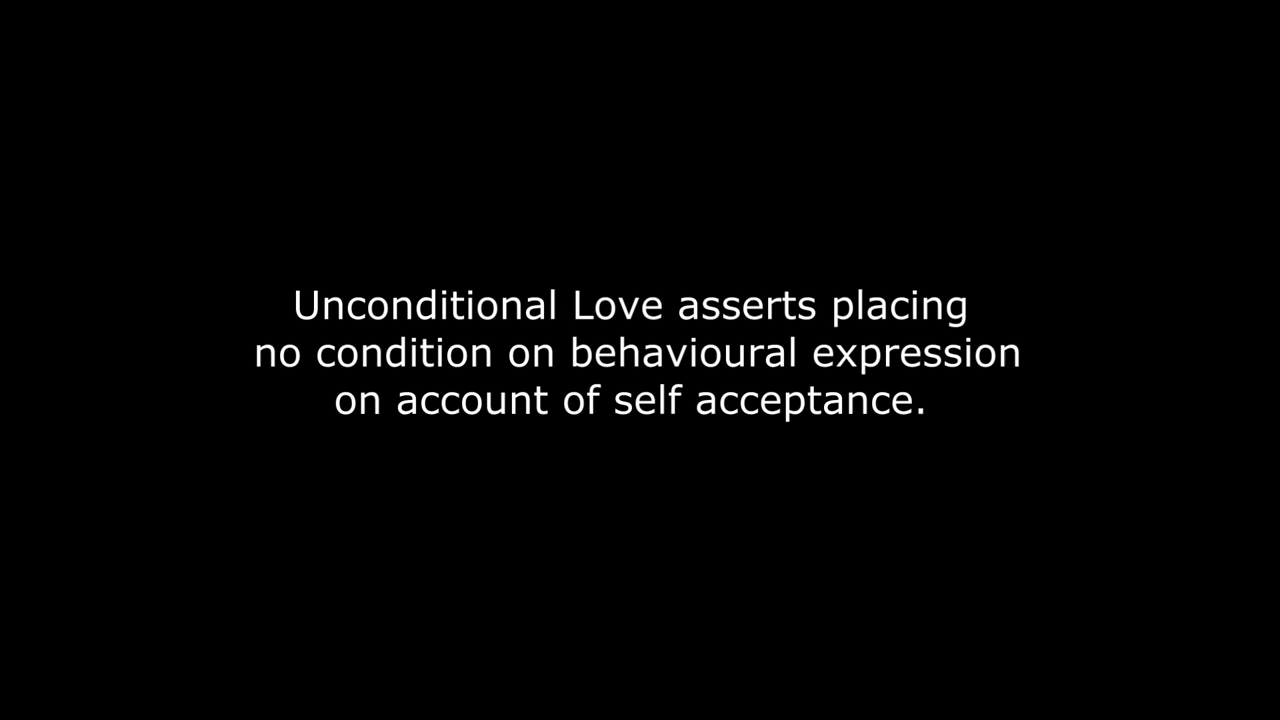 Unconditional Love asserts placing
no condition on behavioural expression
on account of self acceptance.